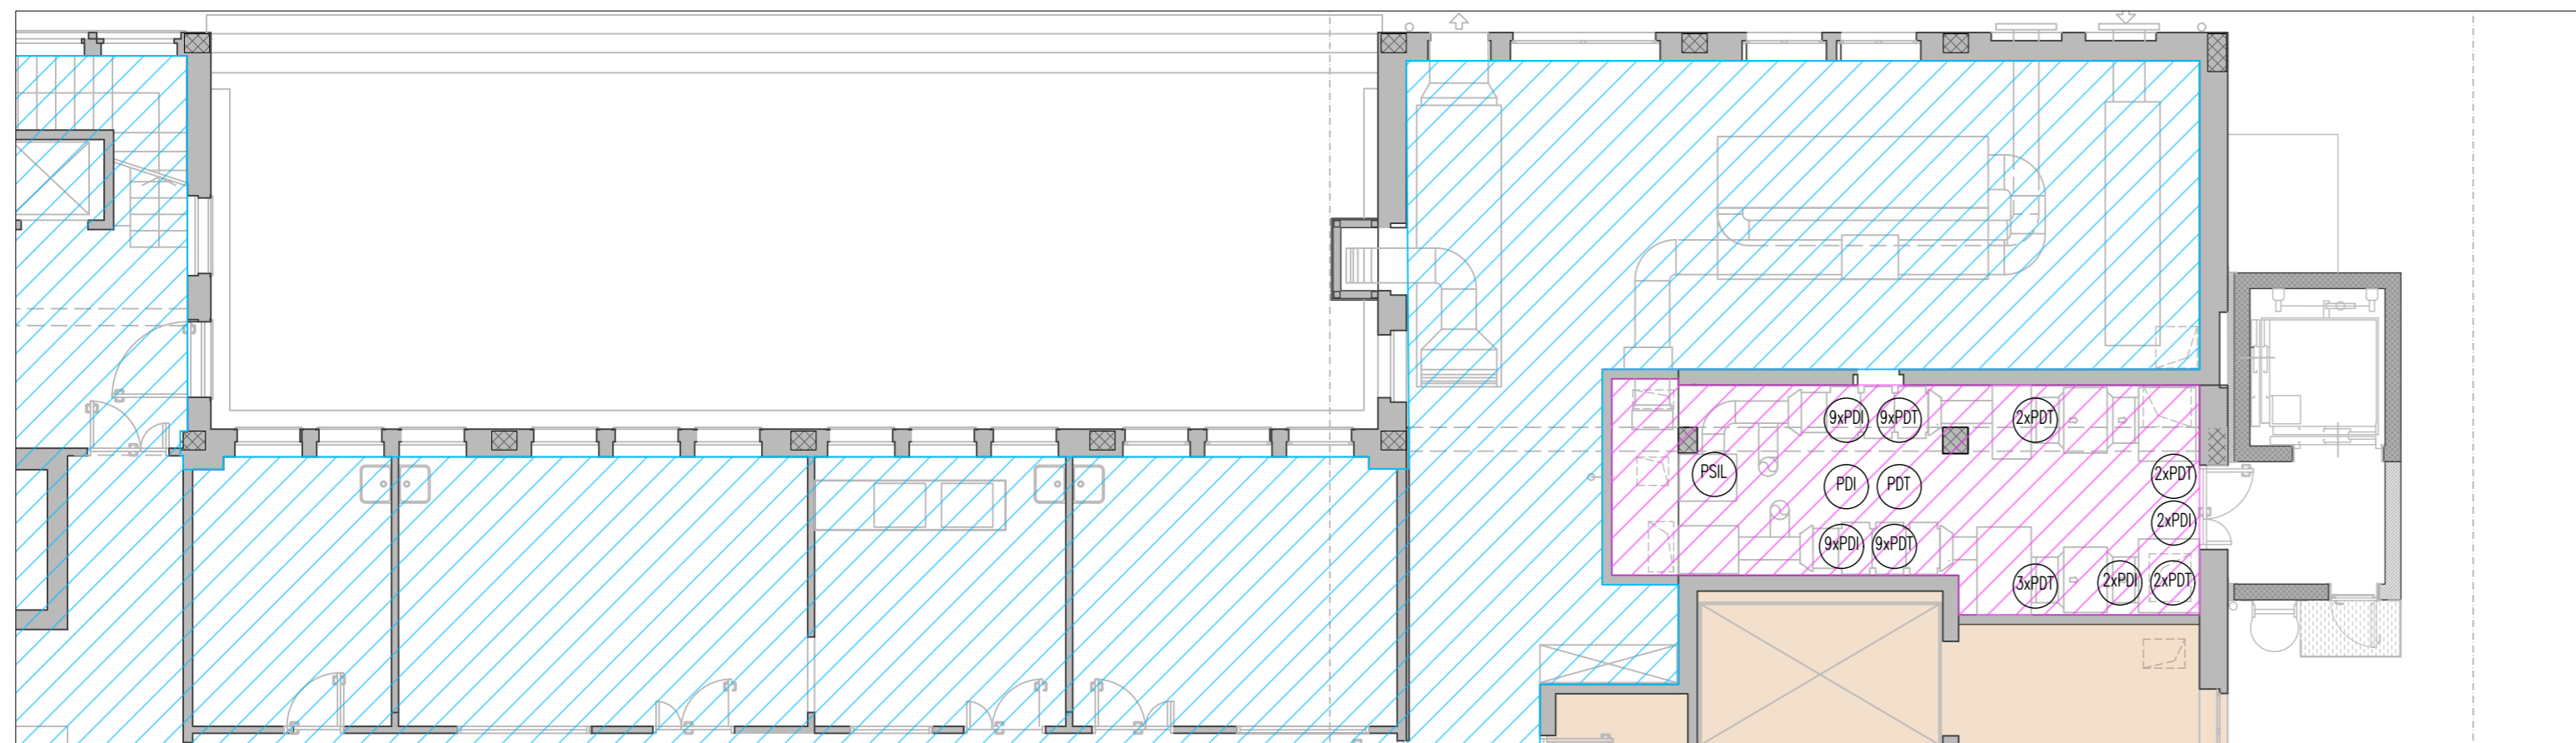 9xPDI 9xPDT 2xPDT
PSIL PDI PDT 2xPDT
2xPDI
9xPDI 9xPDT
3xPDT 2xPDI 2xPDT